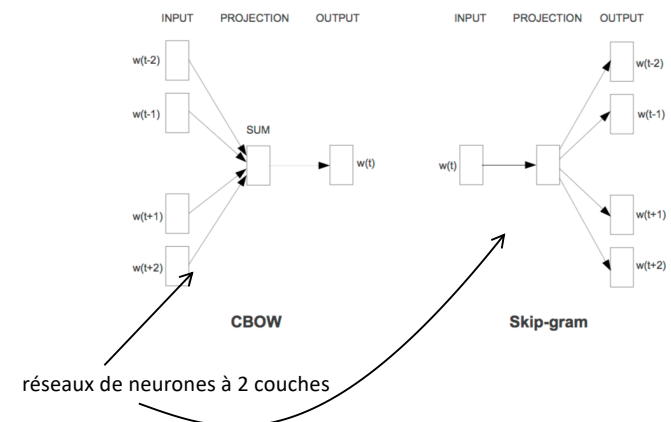 INPUT PROJECTION OUTPUT
w(t-2)
w(t-1)
SUM
w(t)
w(t+1)
w(t+2)
CBOW
INPUT PROJECTION OUTPUT
w(t-2)
w(t-1)
w(t)
w(t+1)
w(t+2)
Skip-gram
réseaux de neurones à 2 couches